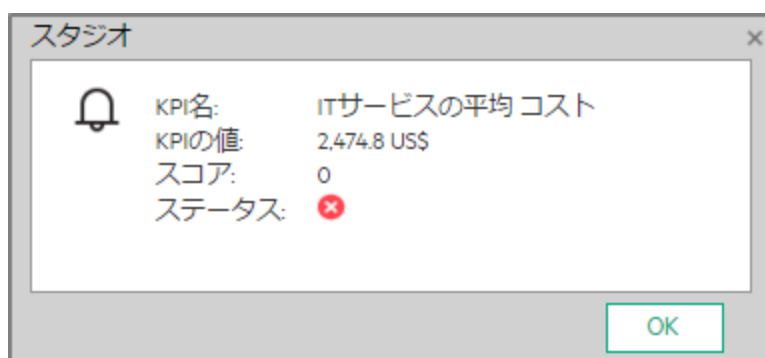 スタジオ
KPI名: ITサービスの平均 コスト
KPIの値: 2,474.8 US$
スコア: 0
ステータス:
OK